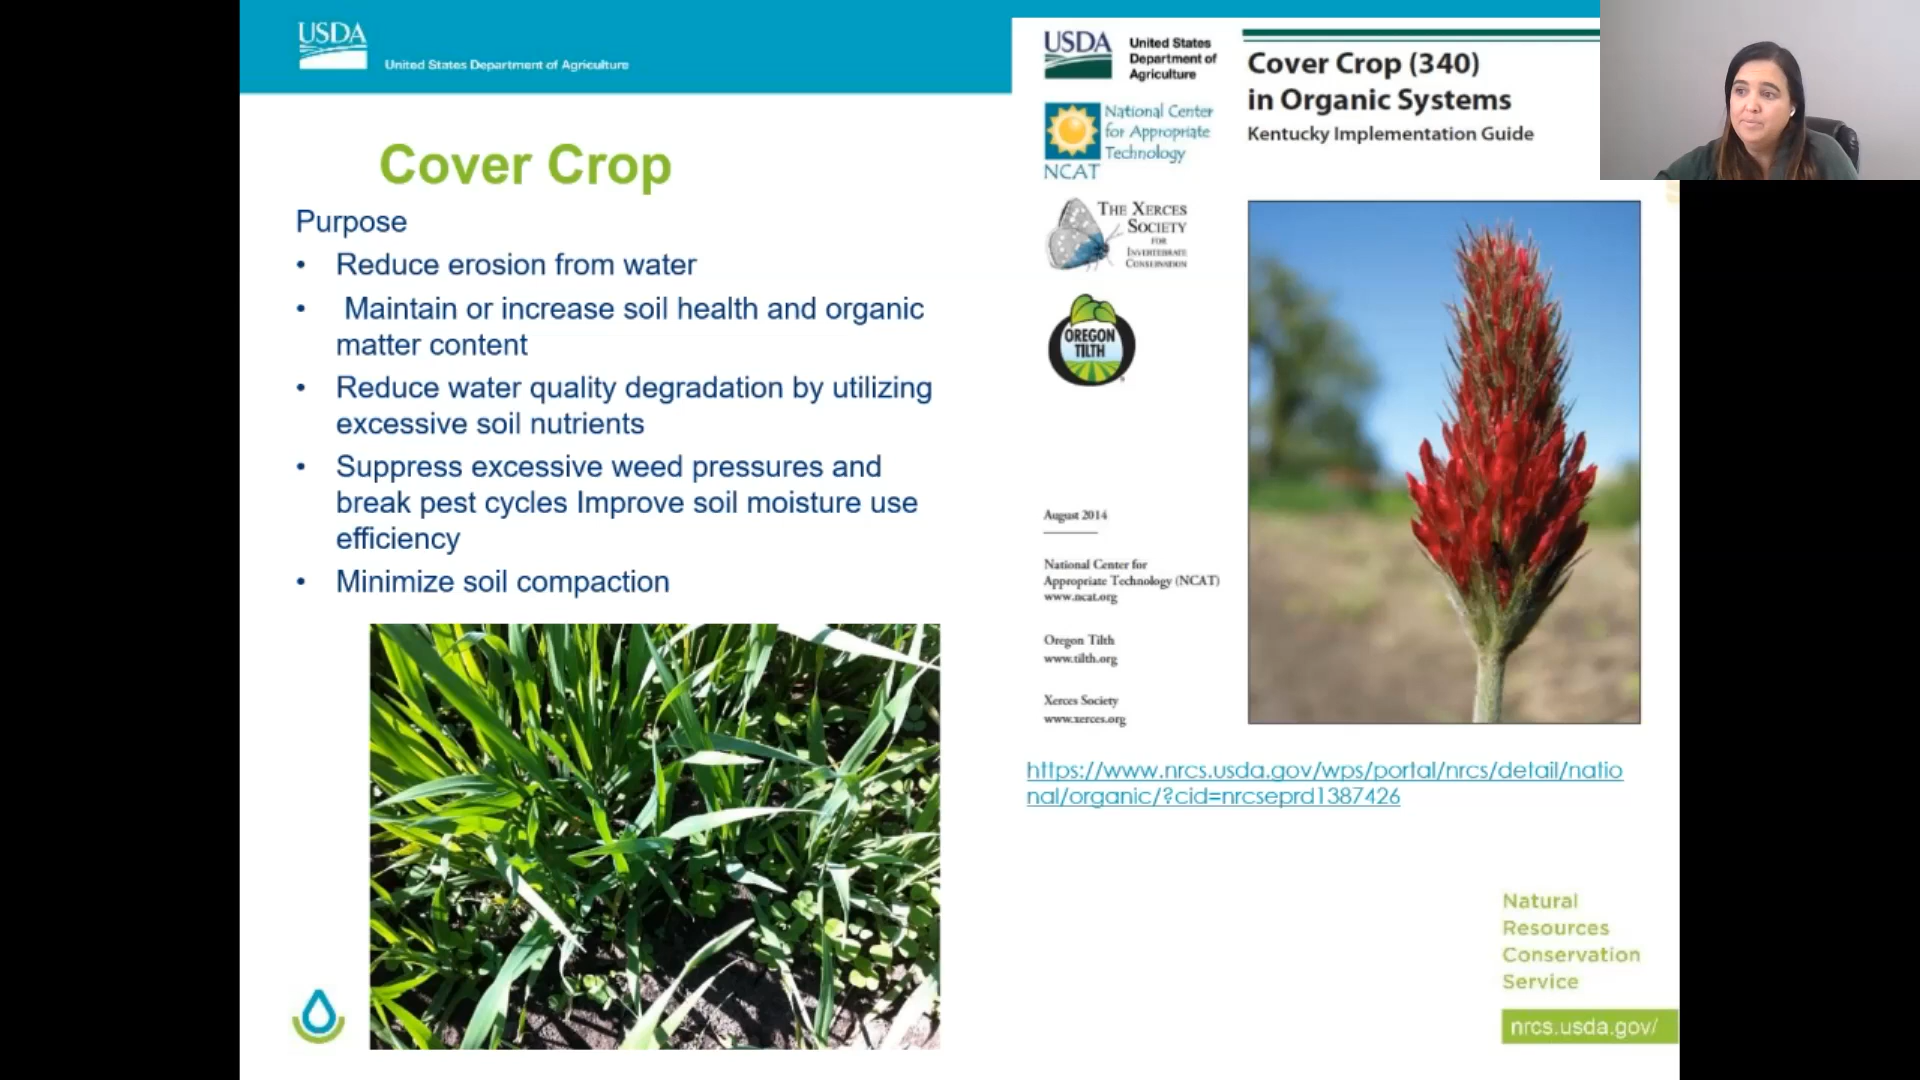 USDA
United States Department of Agriculture
Cover Crop
Purpose
• Reduce erosion from water
• Maintain or increase soil health and organic
matter content
• Reduce water quality degradation by utilizing
excessive soil nutrients
• Suppress excessive weed pressures and
break pest cycles Improve soil moisture use
efficiency
• Minimize soil compaction
USDA
United States
Department of
Agriculture
National Center
for Appropriate
Technology
NCAT
THE XERCES
SOCIETY
FOR
INVERTEBRATE
CONSERVATION
OREGON
TILTH
August 2014
National Center for
Appropriate Technology (NCAT)
www.ncat.org
Oregon Tilth
www.tilth.org
Xerces Society
www.xerces.org
Cover Crop (340)
in Organic Systems
Kentucky Implementation Guide
https://www.nrcs.usda.gov/wps/portal/nrcs/detail/natio
nal/organic/?cid=nrcseprd1387426
Natural
Resources
Conservation
Service
nrcs.usda.gov/